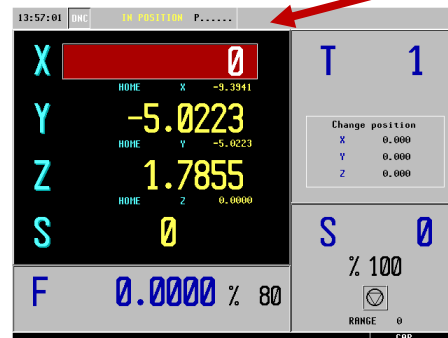 13:57:01 DNC IN POSITION P......
X 0
HOME X -9.3941
Y -5.0223
HOME Y -5.0223
Z 1.7855
HOME Z 0.0000
S 0
F 0.0000 % 80
T 1
Change position
X 0.000
Y 0.000
Z 0.000
S 0
% 100
RANGE 0
CAP